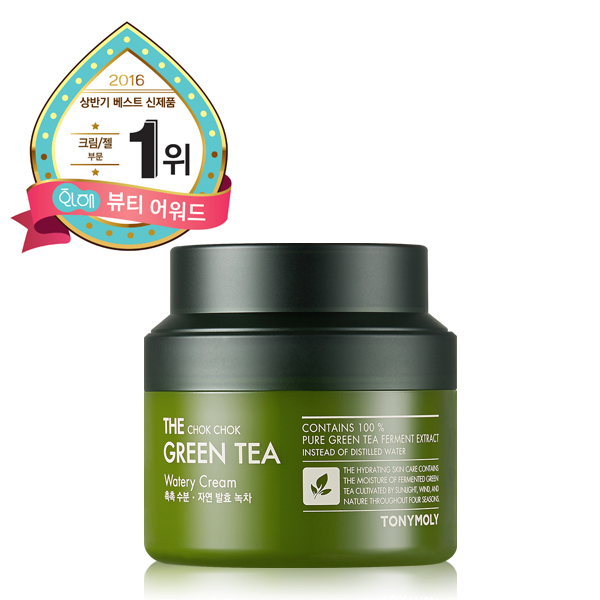 2016
상반기 베스트 신제품
크림/젤
부문
1위
화해 뷰티 어워드
THE CHOK CHOK
GREEN TEA
Watery Cream
촉촉 수분 · 자연 발효 녹차
CONTAINS 100 %
PURE GREEN TEA FERMENT EXTRACT
INSTEAD OF DISTILLED WATER
THE HYDRATING SKIN CARE CONTAINS
THE MOISTURE OF FERMENTED GREEN
TEA CULTIVATED BY SUNLIGHT, WIND, AND
NATURE THROUGHOUT FOUR SEASONS.
TONYMOLY